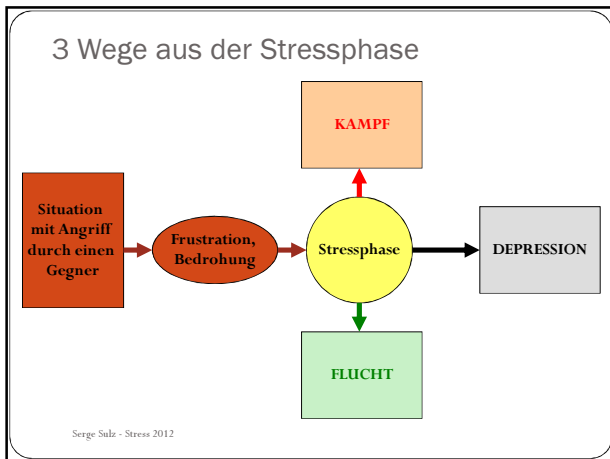 3 Wege aus der Stressphase
KAMPF
Situation
mit Angriff
durch einen
Gegner
Frustration,
Bedrohung
Stressphase
DEPRESSION
FLUCHT
Serge Sulz - Stress 2012